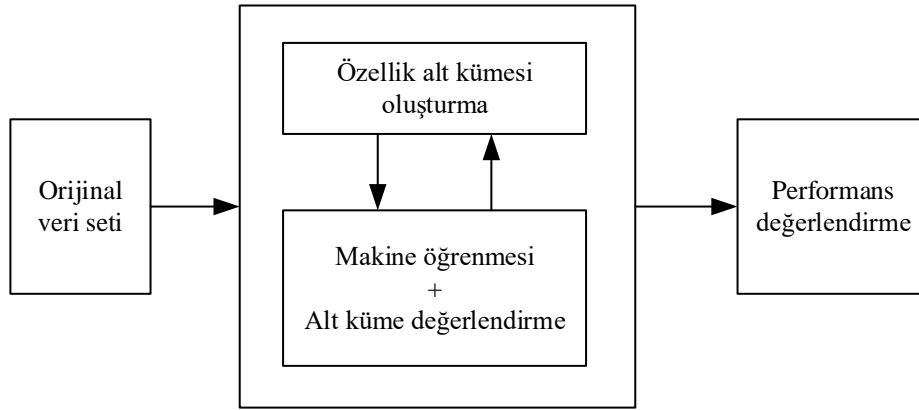 Orijinal
veri seti
Özellik alt kümesi
oluşturma
Makine öğrenmesi
+
Alt küme değerlendirme
Performans
değerlendirme